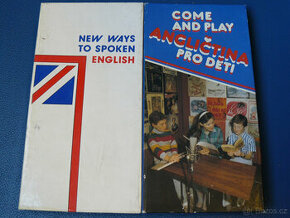 NEW WAYS
TO SPOKEN
ENGLISH
COME
AND PLAY
ANGLIČTINA
PRO DĚTI